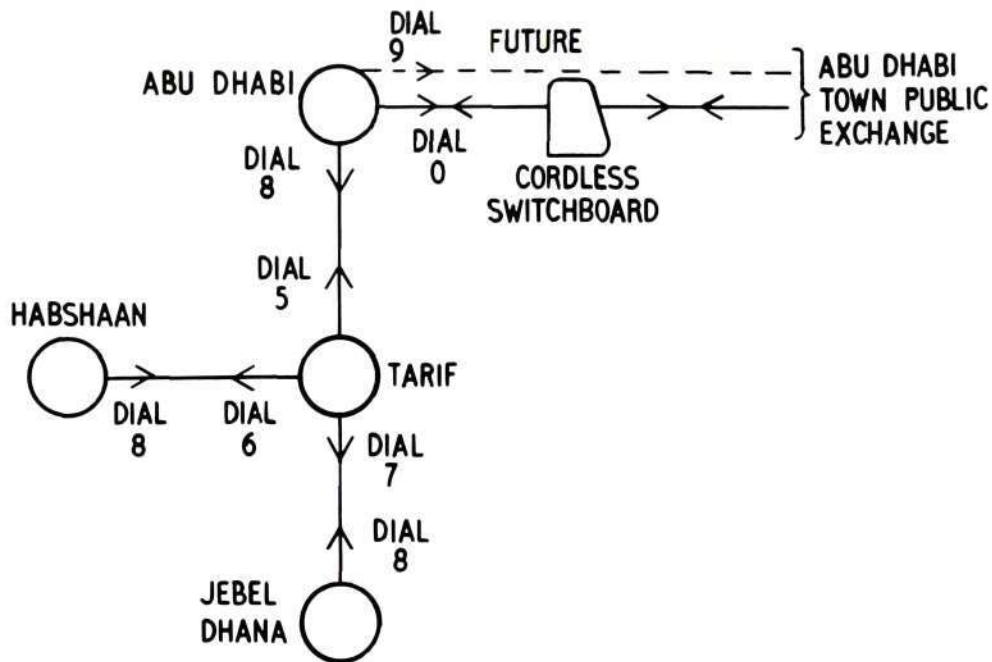 DIAL
9
FUTURE
ABU DHABI
ABU DHABI
TOWN PUBLIC
EXCHANGE
DIAL
8
DIAL
0
CORDLESS
SWITCHBOARD
DIAL
5
HABSHAAN
TARIF
DIAL
8
DIAL
6
DIAL
7
DIAL
8
JEBEL
DHANA